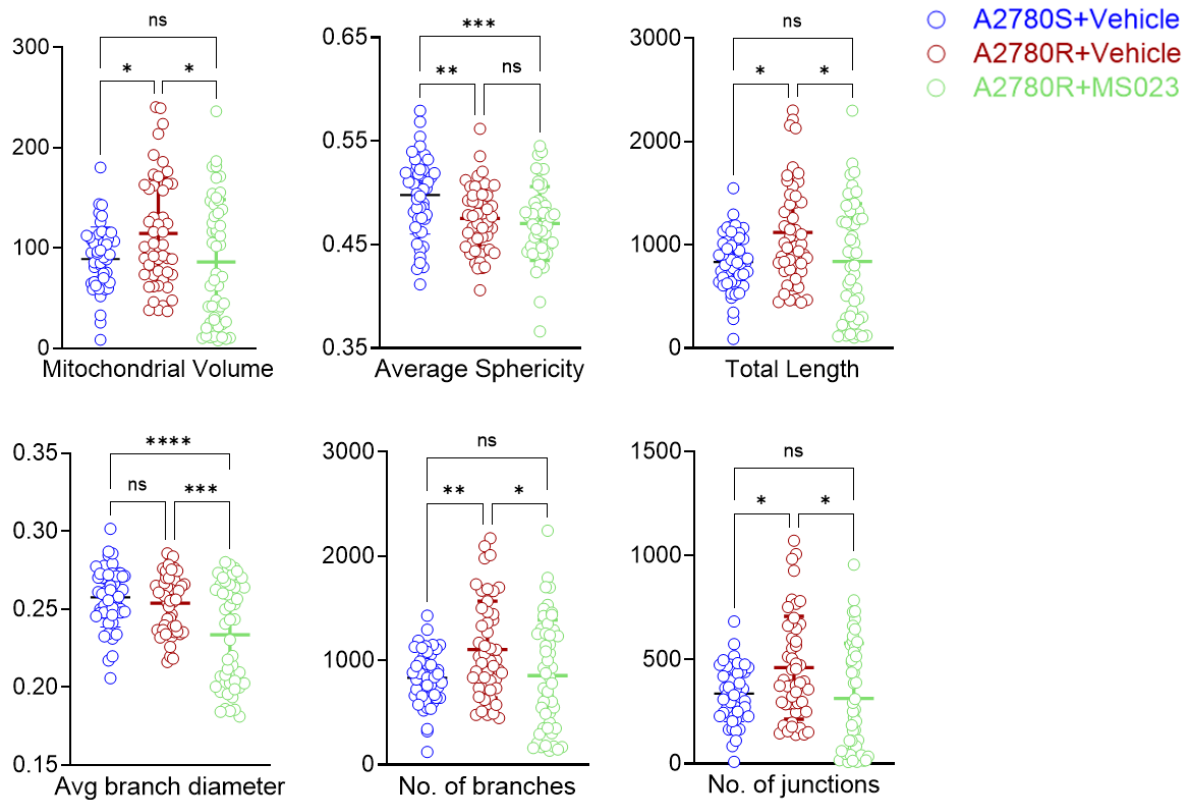 A2780S+Vehicle
A2780R+Vehicle
A2780R+MS023
ns
*
*
300
200
100
0
Mitochondrial Volume
***
**
ns
0.65
0.55
0.45
0.35
Average Sphericity
ns
*
*
3000
2000
1000
0
Total Length
****
ns
***
0.35
0.30
0.25
0.20
0.15
Avg branch diameter
ns
**
*
3000
2000
1000
0
No. of branches
ns
*
*
1500
1000
500
0
No. of junctions